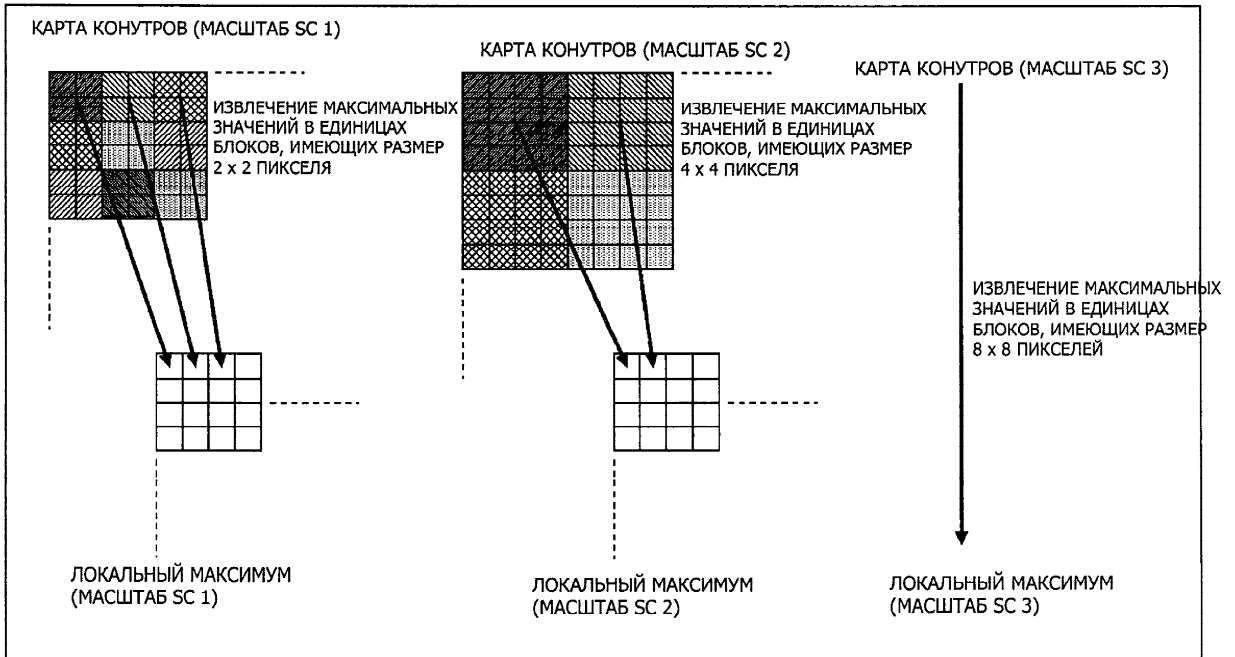 КАРТА КОНУТРОВ (МАСШТАБ SC 1)
ИЗВЛЕЧЕНИЕ МАКСИМАЛЬНЫХ
ЗНАЧЕНИЙ В ЕДИНИЦАХ
БЛОКОВ, ИМЕЮЩИХ РАЗМЕР
2 x 2 ПИКСЕЛЯ
ЛОКАЛЬНЫЙ МАКСИМУМ
(МАСШТАБ SC 1)
КАРТА КОНУТРОВ (МАСШТАБ SC 2)
ИЗВЛЕЧЕНИЕ МАКСИМАЛЬНЫХ
ЗНАЧЕНИЙ В ЕДИНИЦАХ
БЛОКОВ, ИМЕЮЩИХ РАЗМЕР
4 x 4 ПИКСЕЛЯ
ЛОКАЛЬНЫЙ МАКСИМУМ
(МАСШТАБ SC 2)
КАРТА КОНУТРОВ (МАСШТАБ SC 3)
ИЗВЛЕЧЕНИЕ МАКСИМАЛЬНЫХ
ЗНАЧЕНИЙ В ЕДИНИЦАХ
БЛОКОВ, ИМЕЮЩИХ РАЗМЕР
8 x 8 ПИКСЕЛЕЙ
ЛОКАЛЬНЫЙ МАКСИМУМ
(МАСШТАБ SC 3)